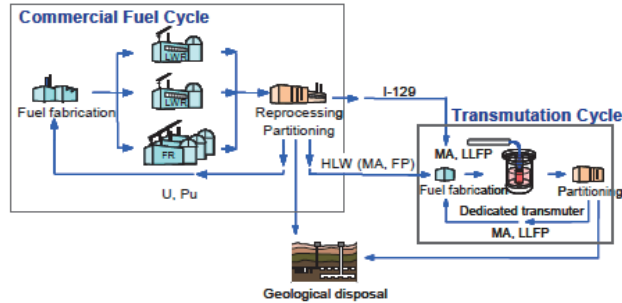 Commercial Fuel Cycle
LWR
Fuel fabrication
LWR
FR
Reprocessing
Partitioning
I-129
U, Pu
HLW (MA, FP)
Transmutation Cycle
MA, LLFP
Fuel fabrication
Partitioning
Dedicated transmuter
MA, LLFP
Geological disposal